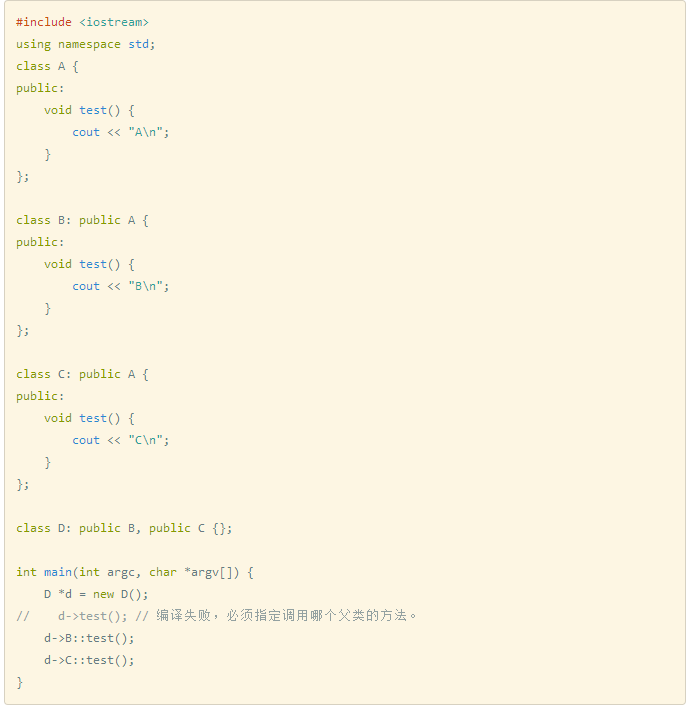 #include <iostream>
using namespace std;
class A {
public:
    void test() {
        cout << "A\n";
    }
};

class B: public A {
public:
    void test() {
        cout << "B\n";
    }
};

class C: public A {
public:
    void test() {
        cout << "C\n";
    }
};

class D: public B, public C {};

int main(int argc, char *argv[]) {
    D *d = new D();
//    d->test(); // 编译失败，必须指定调用哪个父类的方法。
    d->B::test();
    d->C::test();
}